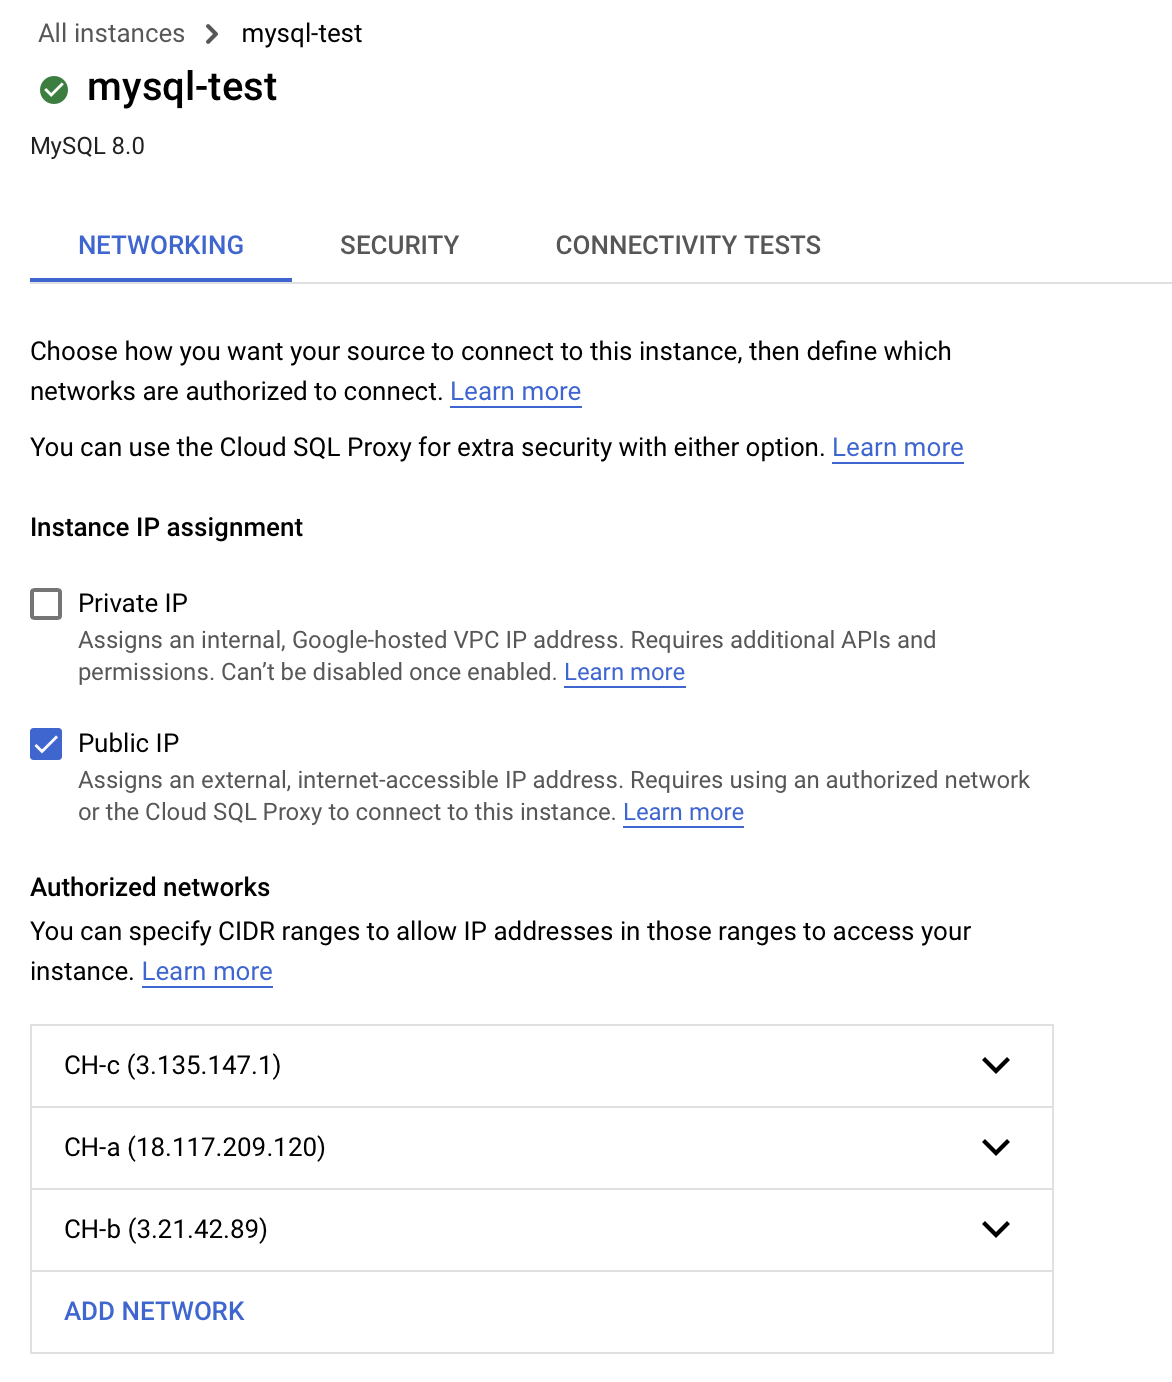 All instances > mysql-test
mysql-test
MySQL 8.0
NETWORKING SECURITY CONNECTIVITY TESTS
Choose how you want your source to connect to this instance, then define which
networks are authorized to connect. Learn more
You can use the Cloud SQL Proxy for extra security with either option. Learn more
Instance IP assignment
Private IP
Assigns an internal, Google-hosted VPC IP address. Requires additional APIs and
permissions. Can’t be disabled once enabled. Learn more
Public IP
Assigns an external, internet-accessible IP address. Requires using an authorized network
or the Cloud SQL Proxy to connect to this instance. Learn more
Authorized networks
You can specify CIDR ranges to allow IP addresses in those ranges to access your
instance. Learn more
CH-c (3.135.147.1)
CH-a (18.117.209.120)
CH-b (3.21.42.89)
ADD NETWORK